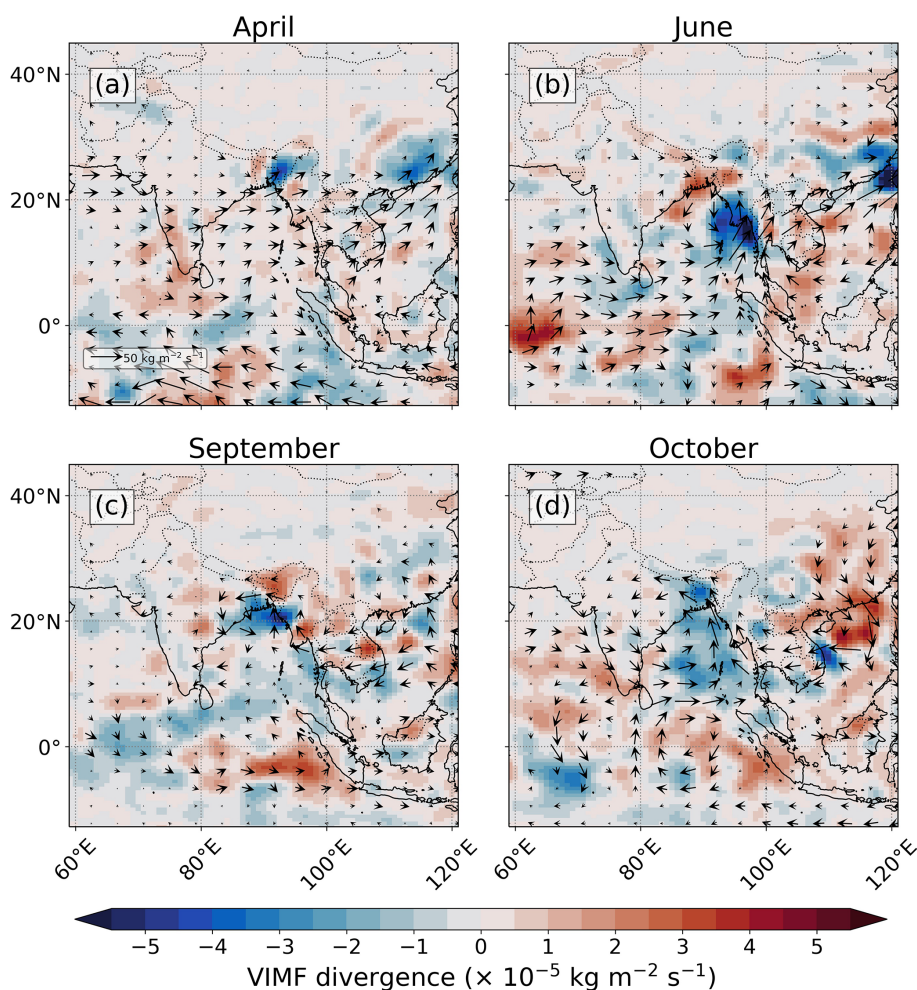 April
June
(a)
(b)
40°N
20°N
0°
50 kg m⁻² s⁻¹
September
October
(c)
(d)
40°N
20°N
0°
60°E
80°E
100°E
120°E
60°E
80°E
100°E
120°E
−5 −4 −3 −2 −1 0 1 2 3 4 5
VIMF divergence (× 10⁻⁵ kg m⁻² s⁻¹)